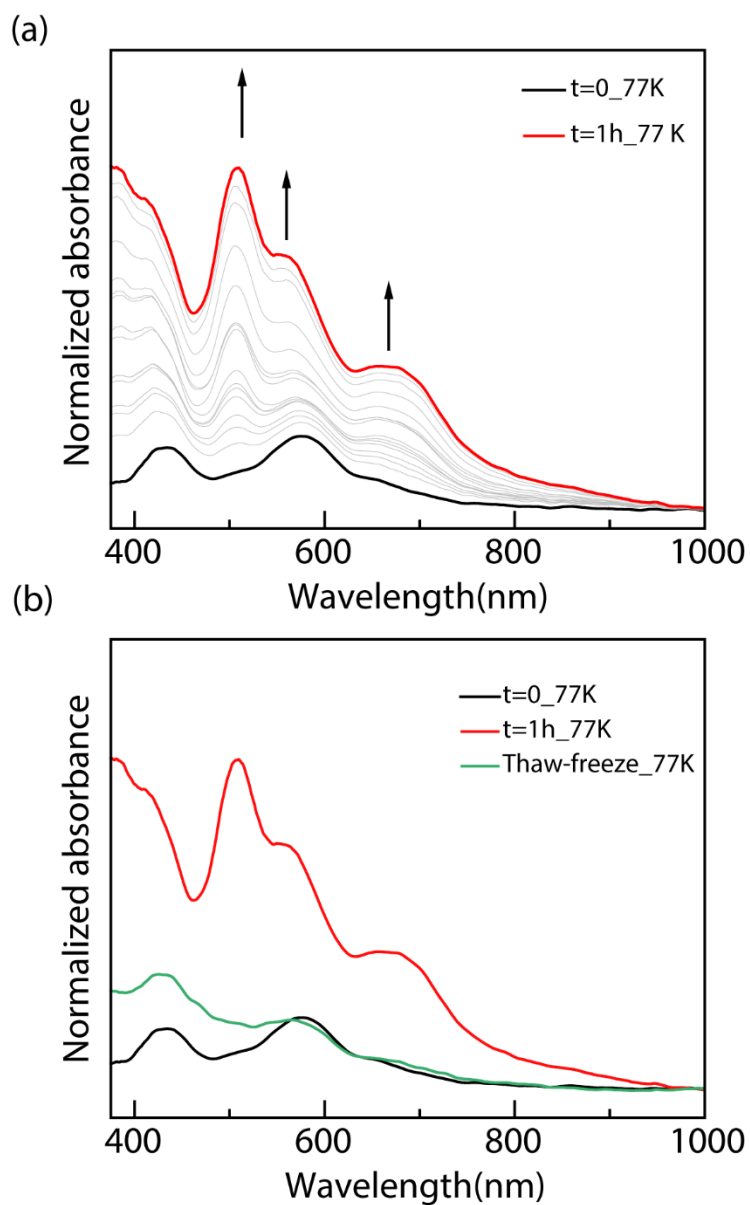 (a)
Normalized absorbance
t=0_77K
t=1h_77 K
400 600 800 1000
Wavelength(nm)
(b)
Normalized absorbance
t=0_77K
t=1h_77K
Thaw-freeze_77K
400 600 800 1000
Wavelength(nm)